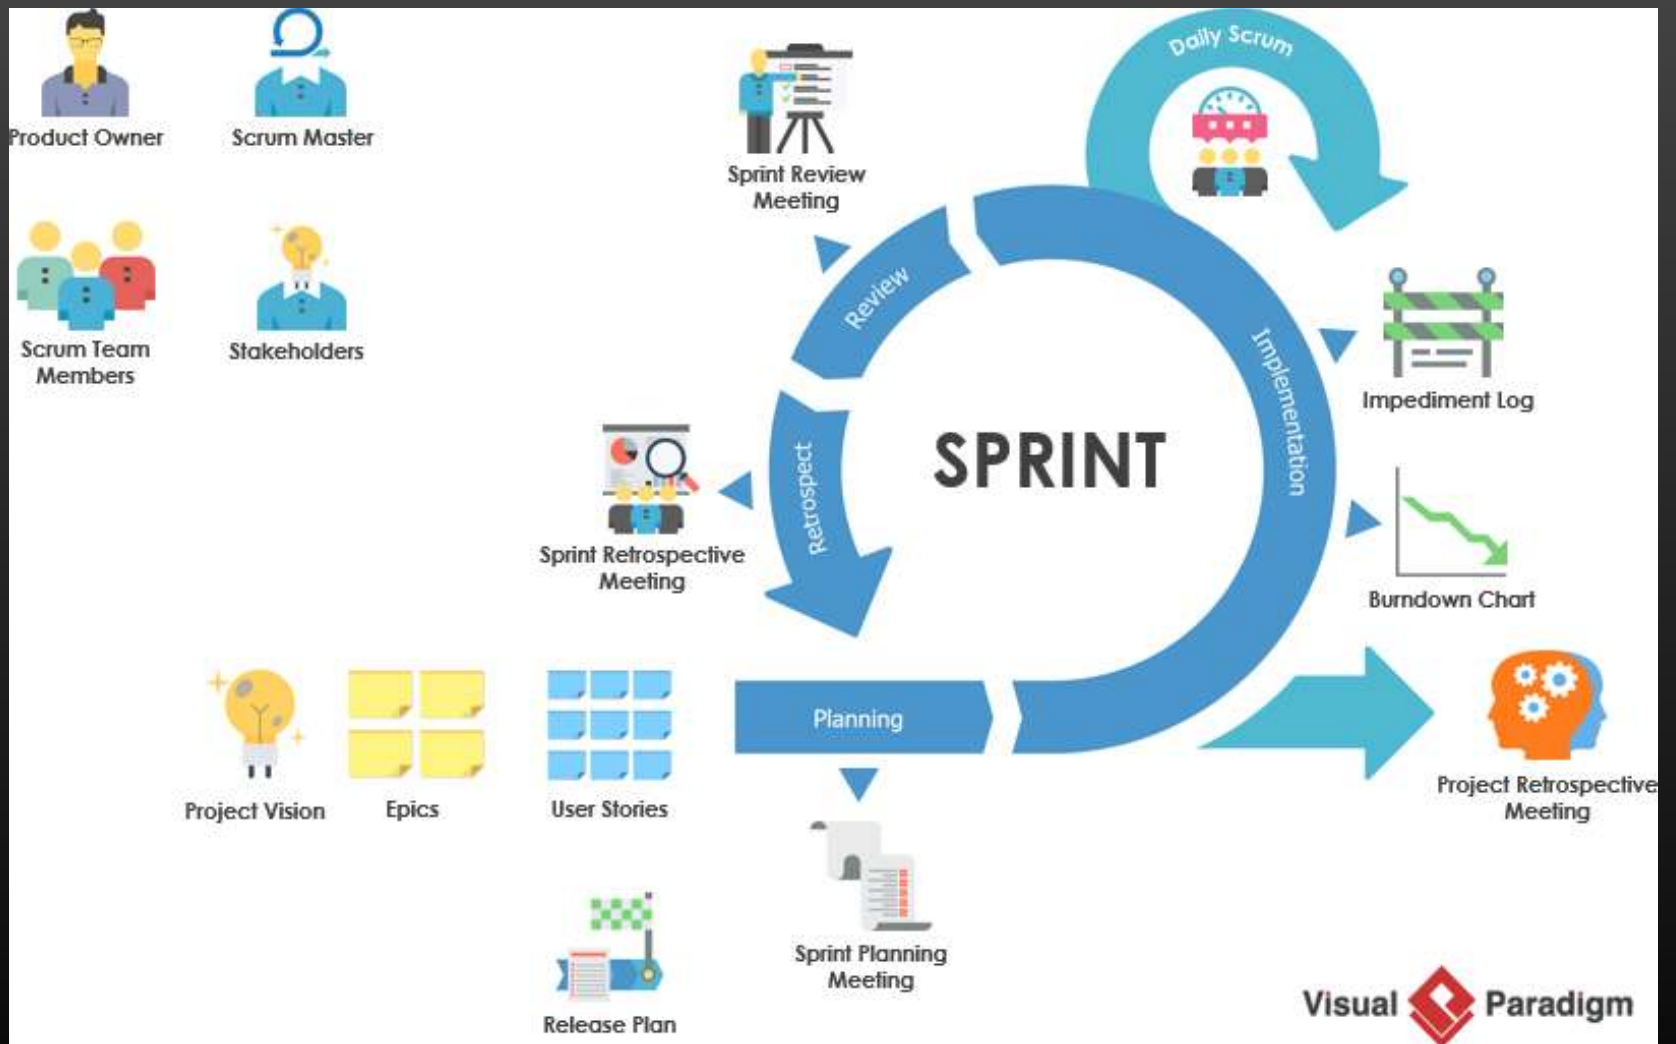 Product Owner
Scrum Master
Scrum Team
Members
Stakeholders
Sprint Review
Meeting
Daily Scrum
Review
Implementation
Impediment Log
SPRINT
Retrospect
Sprint Retrospective
Meeting
Burndown Chart
Project Vision
Epics
User Stories
Planning
Project Retrospective
Meeting
Sprint Planning
Meeting
Release Plan
Visual Paradigm